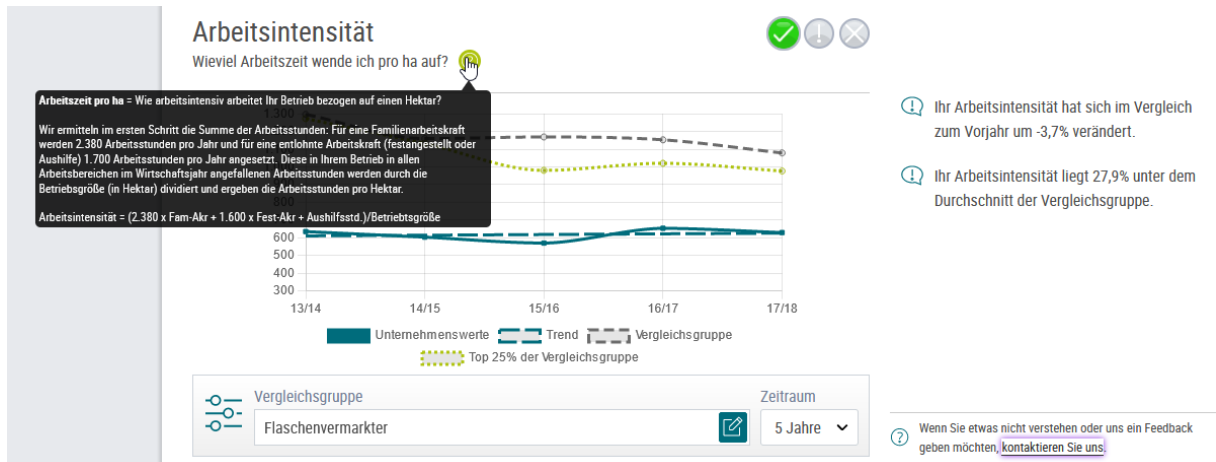 Arbeitsintensität
Wieviel Arbeitszeit wende ich pro ha auf?
Arbeitszeit pro ha = Wie arbeitsintensiv arbeitet Ihr Betrieb bezogen auf einen Hektar?
Wir ermitteln im ersten Schritt die Summe der Arbeitsstunden: Für eine Familienarbeitskraft
werden 2.380 Arbeitsstunden pro Jahr und für eine entlohnte Arbeitskraft (festangestellt oder
Aushilfe) 1.700 Arbeitsstunden pro Jahr angesetzt. Diese in Ihrem Betrieb in allen
Arbeitsbereichen im Wirtschaftsjahr angefallenen Arbeitsstunden werden durch die
Betriebsgröße (in Hektar) dividiert und ergeben die Arbeitsstunden pro Hektar.
Arbeitsintensität = (2.380 x Fam-Akr + 1.600 x Fest-Akr + Aushilfsstd.)/Betriebtsgröße
1.300
800
600
500
400
300
13/14 14/15 15/16 16/17 17/18
Unternehmenswerte Trend Vergleichsgruppe
Top 25% der Vergleichsgruppe
Vergleichsgruppe Zeitraum
Flaschenvermarkter 5 Jahre
Ihr Arbeitsintensität hat sich im Vergleich
zum Vorjahr um -3,7% verändert.
Ihr Arbeitsintensität liegt 27,9% unter dem
Durchschnitt der Vergleichsgruppe.
Wenn Sie etwas nicht verstehen oder uns ein Feedback
geben möchten, kontaktieren Sie uns.